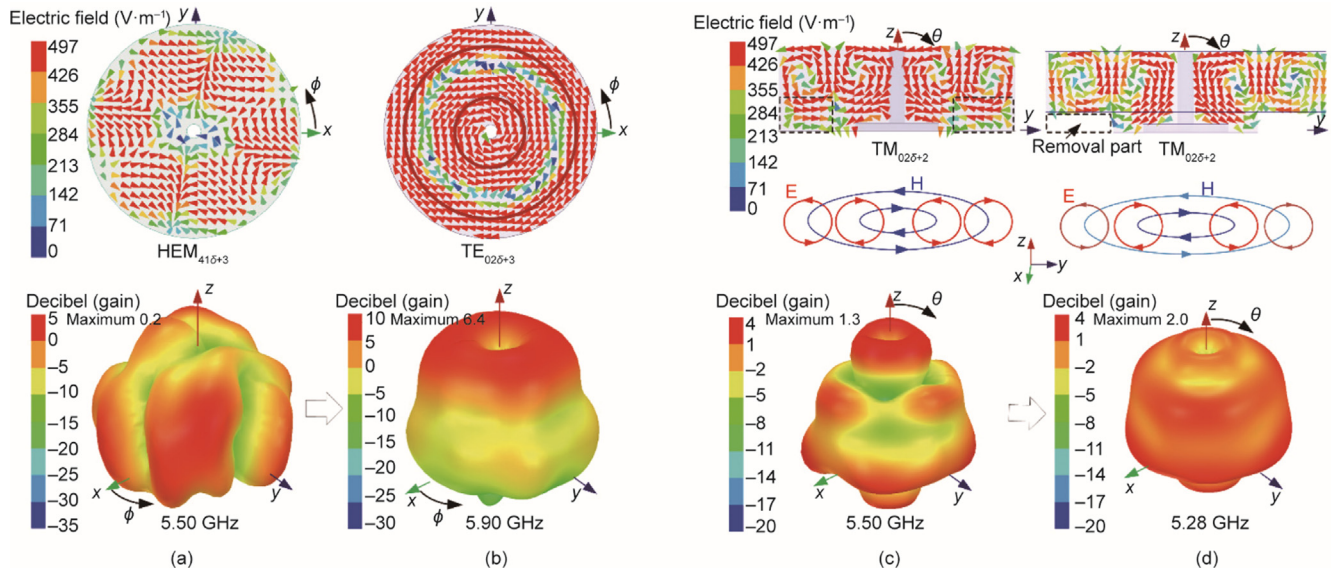 Electric field (V·m⁻¹)
497
426
355
284
213
142
71
0
y
ϕ
x
HEM41δ+3
y
ϕ
x
TE02δ+3
Decibel (gain)
Maximum 0.2
5
0
−5
−10
−15
−20
−25
−30
−35
z
x
ϕ
y
5.50 GHz
(a)
Decibel (gain)
Maximum 6.4
10
5
0
−5
−10
−15
−20
−25
−30
z
x
ϕ
y
5.90 GHz
(b)
Electric field (V·m⁻¹)
497
426
355
284
213
142
71
0
z
θ
y
TM02δ+2
z
θ
y
Removal part
TM02δ+2
E
H
E
H
z
y
x
Decibel (gain)
Maximum 1.3
4
1
−2
−5
−8
−11
−14
−17
−20
z
θ
x
y
5.50 GHz
(c)
Decibel (gain)
Maximum 2.0
4
1
−2
−5
−8
−11
−14
−17
−20
z
θ
x
y
5.28 GHz
(d)